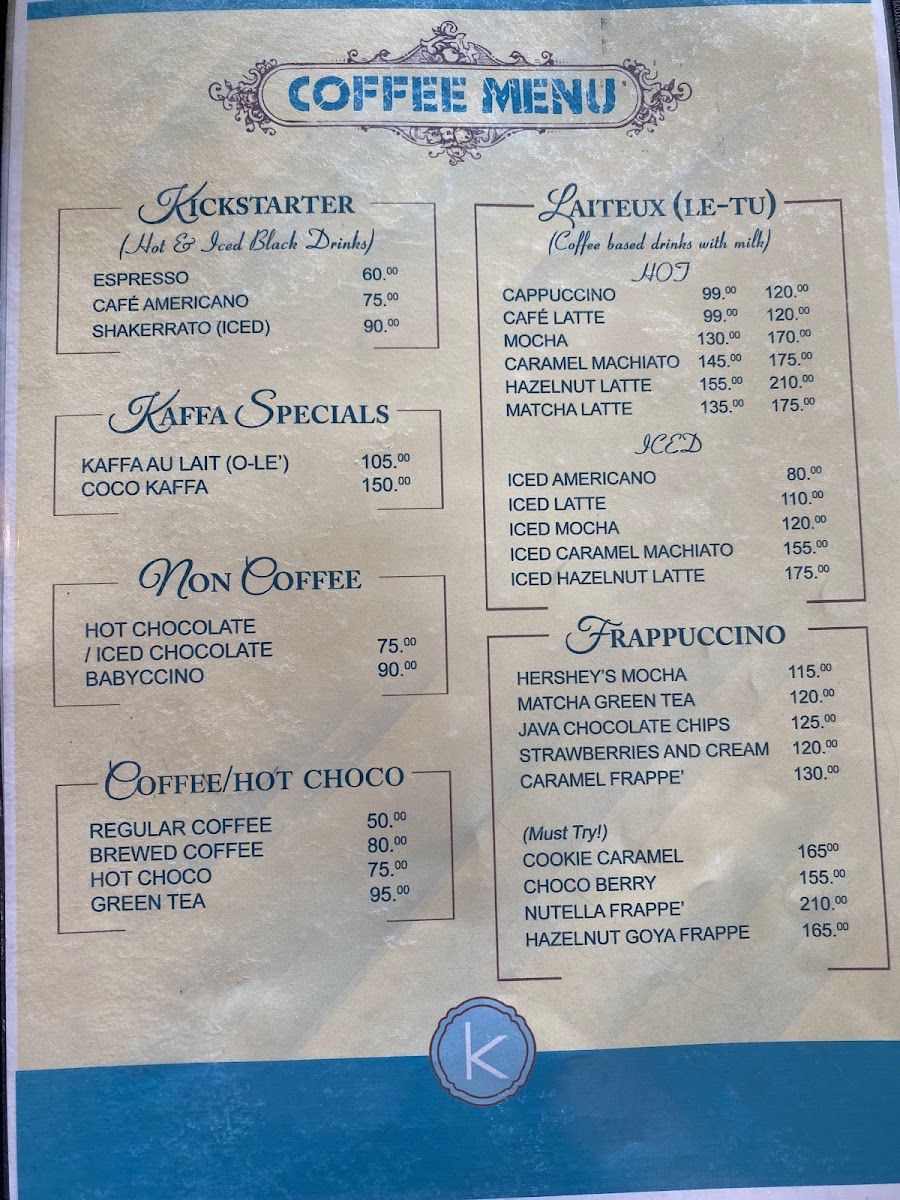 COFFEE MENU
KICKSTARTER
(Hot & Iced Black Drinks)
ESPRESSO 60.00
CAFÉ AMERICANO 75.00
SHAKERRATO (ICED) 90.00
KAFFA SPECIALS
KAFFA AU LAIT (O-LE’) 105.00
COCO KAFFA 150.00
NON COFFEE
HOT CHOCOLATE
/ ICED CHOCOLATE 75.00
BABYCCINO 90.00
COFFEE/HOT CHOCO
REGULAR COFFEE 50.00
BREWED COFFEE 80.00
HOT CHOCO 75.00
GREEN TEA 95.00
LAITEUX (LE-TU)
(Coffee based drinks with milk)
HOT
CAPPUCCINO 99.00 120.00
CAFÉ LATTE 99.00 120.00
MOCHA 130.00 170.00
CARAMEL MACHIATO 145.00 175.00
HAZELNUT LATTE 155.00 210.00
MATCHA LATTE 135.00 175.00
ICED
ICED AMERICANO 80.00
ICED LATTE 110.00
ICED MOCHA 120.00
ICED CARAMEL MACHIATO 155.00
ICED HAZELNUT LATTE 175.00
FRAPPUCCINO
HERSHEY’S MOCHA 115.00
MATCHA GREEN TEA 120.00
JAVA CHOCOLATE CHIPS 125.00
STRAWBERRIES AND CREAM 120.00
CARAMEL FRAPPE’ 130.00
(Must Try!)
COOKIE CARAMEL 16500
CHOCO BERRY 155.00
NUTELLA FRAPPE’ 210.00
HAZELNUT GOYA FRAPPE 165.00
K